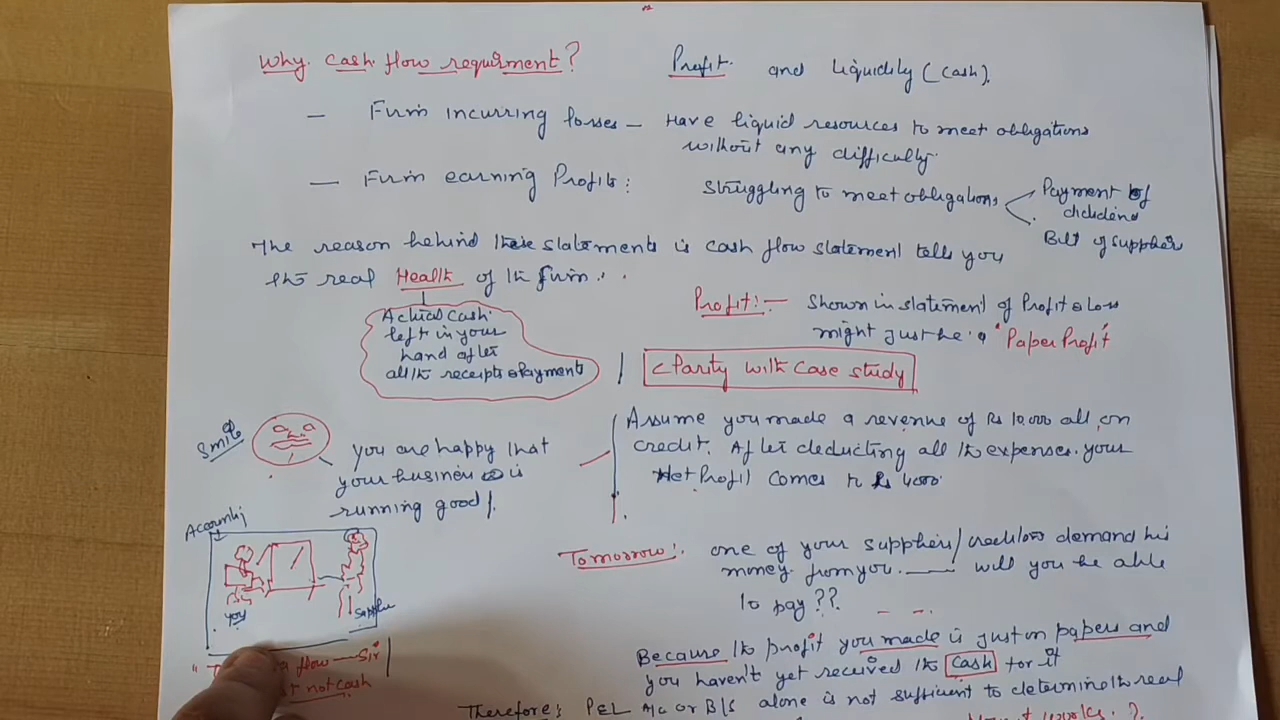 Why cash flow requirment?
Profit and Liquidity (cash).
— Firm incurring losses — Have liquid resources to meet obligations
without any difficulty.
— Firm earning Profits: Struggling to meet obligations
Payment of
dividend
Bill of supplier
The reason behind these statements is cash flow statement tells you
the real Health of the firm.
Actual cash
left in your
hand after
all the receipts & Payments
Profit:— Shown in statement of Profit & Loss
might just be a "Paper Profit"
Clarity with case study
Smile
You are happy that
your business is
running good!
Assume you made a revenue of Rs 10,000 all on
credit. After deducting all the expenses. your
Net Profit comes to Rs 4000.
You
Supplier
Tomorrow! one of your suppliers/creditors demand his
money from you. will you be able
to pay??
flow — Sir
not cash
Because the profit you made is just on papers and
you haven't yet received the cash for it
Therefore; P&L A/c or B/S alone is not sufficient to determine the real